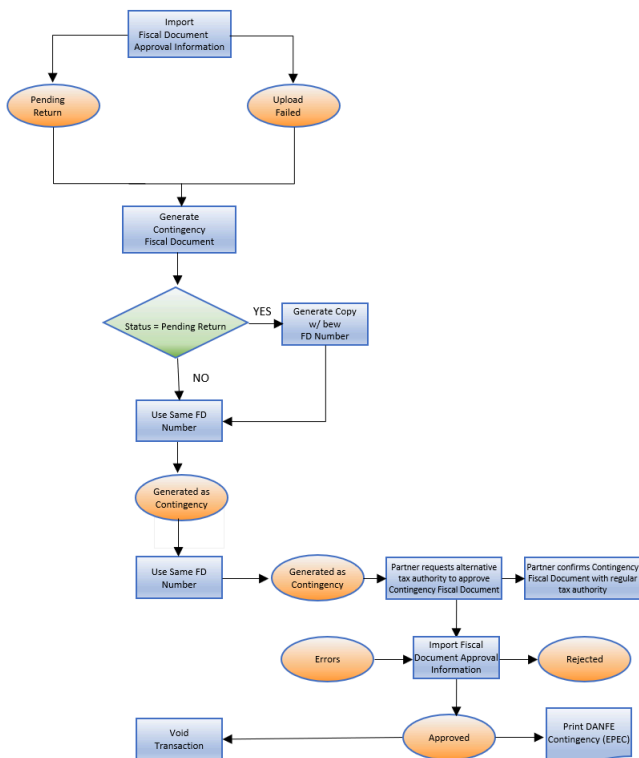 Import
Fiscal Document
Approval Information
Pending
Return
Upload
Failed
Generate
Contingency
Fiscal Document
Status = Pending Return
YES
Generate Copy
w/ bew
FD Number
NO
Use Same FD
Number
Generated as
Contingency
Use Same FD
Number
Generated as
Contingency
Partner requests alternative
tax authority to approve
Contingency Fiscal Document
Partner confirms Contingency
Fiscal Document with regular
tax authority
Errors
Import Fiscal
Document Approval
Information
Rejected
Void
Transaction
Approved
Print DANFE
Contingency (EPEC)